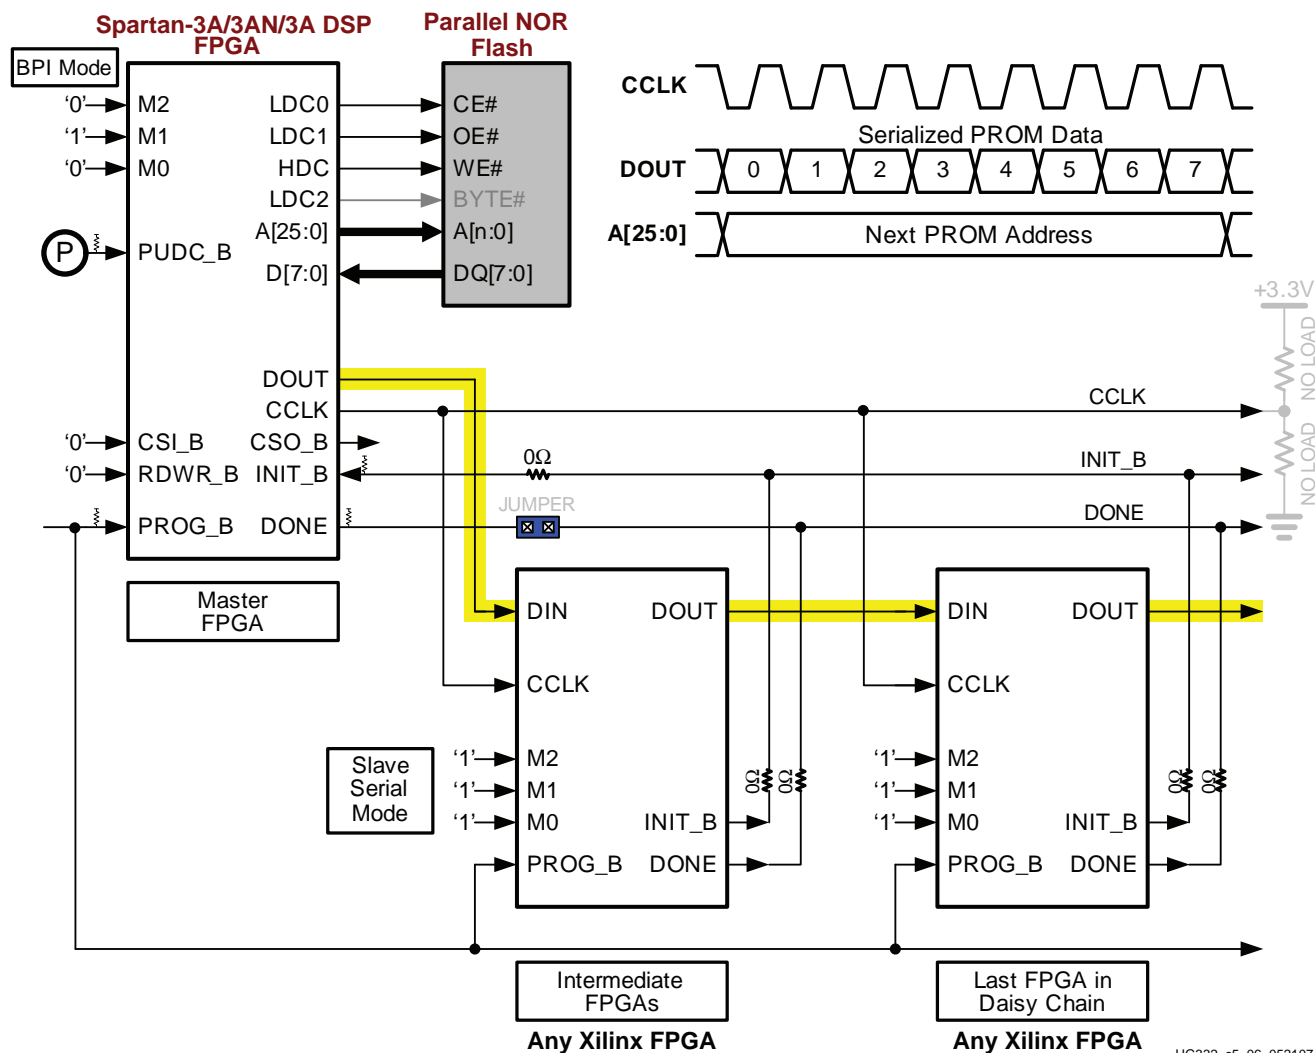 Spartan-3A/3AN/3A DSP
FPGA
Parallel NOR
Flash
BPI Mode
'0'
M2
'1'
M1
'0'
M0
P
PUDC_B
LDC0
LDC1
HDC
LDC2
A[25:0]
D[7:0]
CE#
OE#
WE#
BYTE#
A[n:0]
DQ[7:0]
CCLK
Serialized PROM Data
DOUT
0 1 2 3 4 5 6 7
A[25:0]
Next PROM Address
+3.3V
NO LOAD
NO LOAD
DOUT
CCLK
CCLK
'0'
CSI_B
CSO_B
'0'
RDWR_B
INIT_B
0Ω
INIT_B
JUMPER
PROG_B
DONE
DONE
Master
FPGA
DIN
DOUT
CCLK
Slave
Serial
Mode
'1'
M2
'1'
M1
'1'
M0
INIT_B
PROG_B
DONE
0Ω
0Ω
DIN
DOUT
CCLK
'1'
M2
'1'
M1
'1'
M0
INIT_B
PROG_B
DONE
0Ω
0Ω
Intermediate
FPGAs
Any Xilinx FPGA
Last FPGA in
Daisy Chain
Any Xilinx FPGA